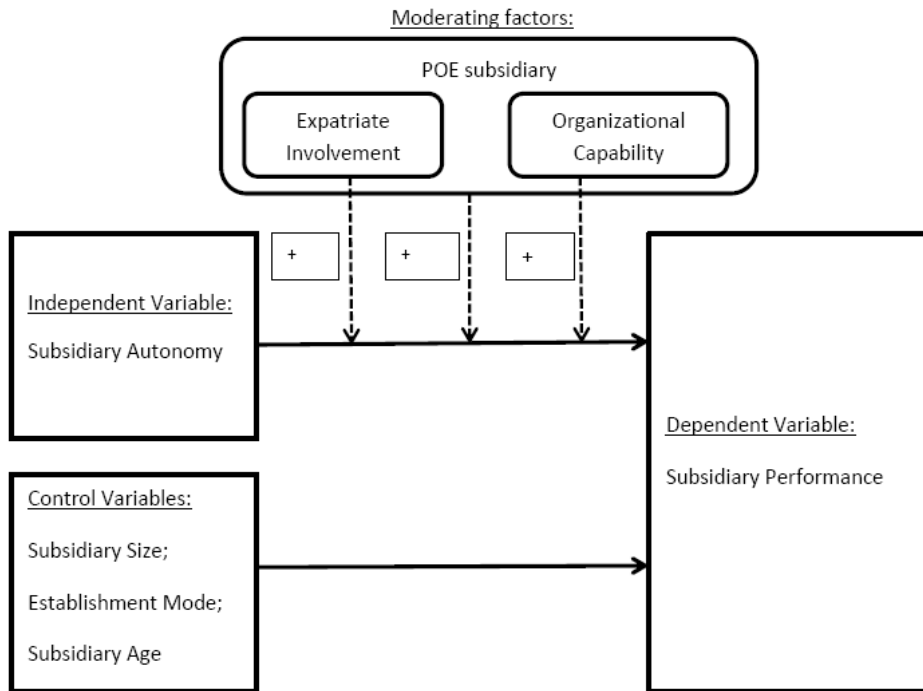 Moderating factors:
POE subsidiary
Expatriate
Involvement
Organizational
Capability
+
+
+
Independent Variable:
Subsidiary Autonomy
Dependent Variable:
Subsidiary Performance
Control Variables:
Subsidiary Size;
Establishment Mode;
Subsidiary Age